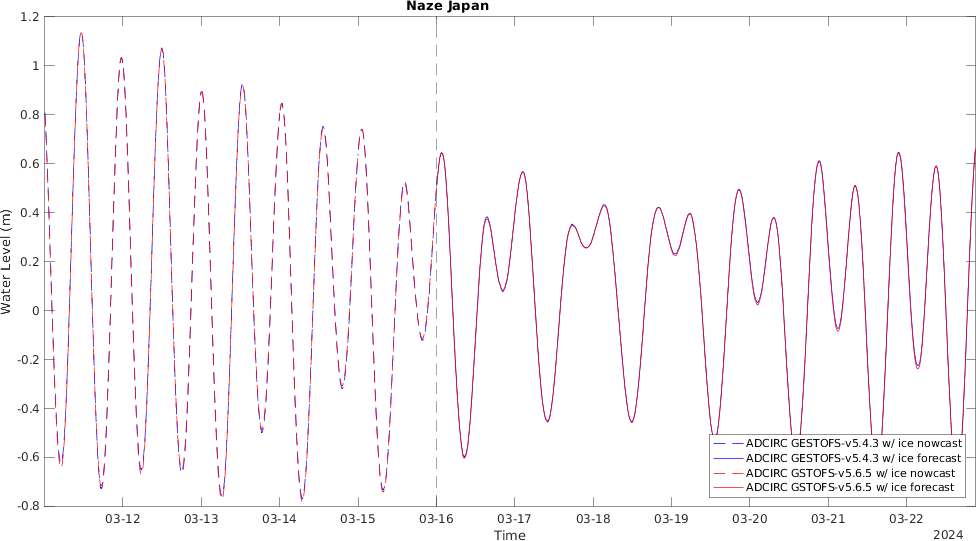 Naze Japan
1.2
1
0.8
0.6
0.4
0.2
0
-0.2
-0.4
-0.6
-0.8
Water Level (m)
ADCIRC GESTOFS-v5.4.3 w/ ice nowcast
ADCIRC GESTOFS-v5.4.3 w/ ice forecast
ADCIRC GSTOFS-v5.6.5 w/ ice nowcast
ADCIRC GSTOFS-v5.6.5 w/ ice forecast
03-12 03-13 03-14 03-15 03-16 03-17 03-18 03-19 03-20 03-21 03-22
Time
2024